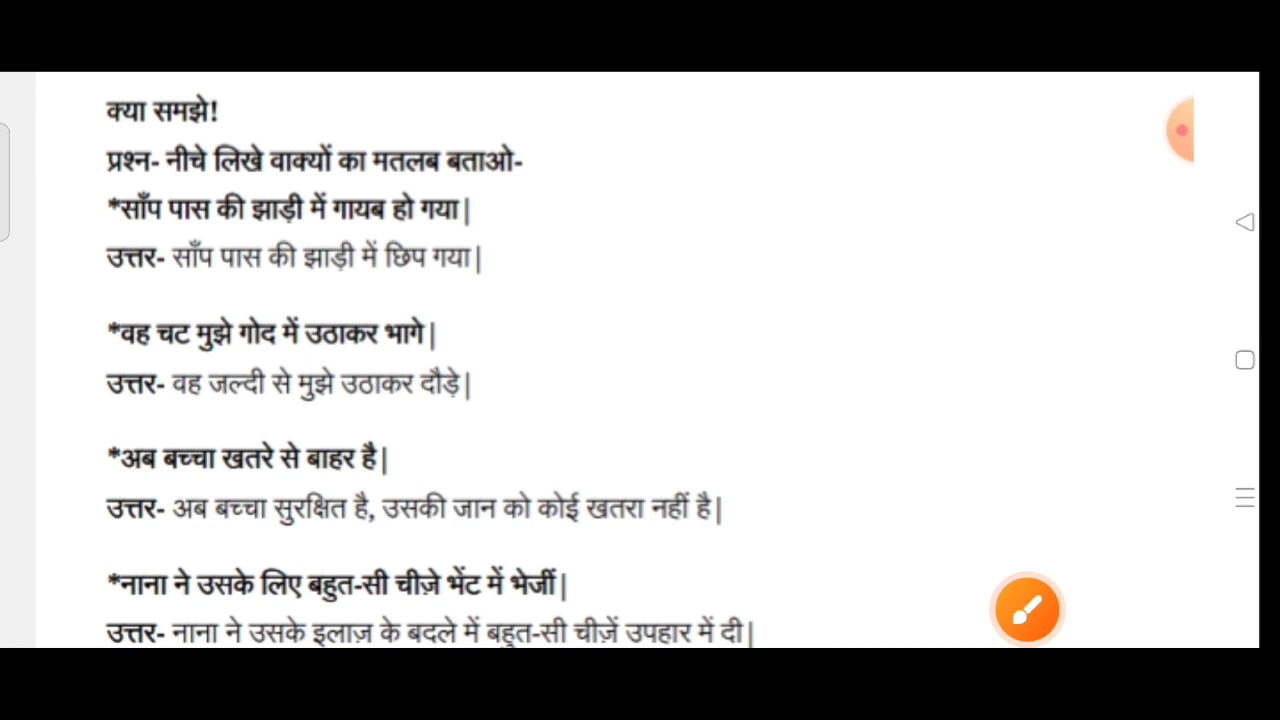 क्या समझे!
प्रश्न- नीचे लिखे वाक्यों का मतलब बताओ-
*साँप पास की झाड़ी में गायब हो गया|
उत्तर- साँप पास की झाड़ी में छिप गया|
*वह चट मुझे गोद में उठाकर भागे|
उत्तर- वह जल्दी से मुझे उठाकर दौड़े|
*अब बच्चा खतरे से बाहर है|
उत्तर- अब बच्चा सुरक्षित है, उसकी जान को कोई खतरा नहीं है|
*नाना ने उसके लिए बहुत-सी चीज़े भेंट में भेजीं|
उत्तर- नाना ने उसके इलाज़ के बदले में बहुत-सी चीज़ें उपहार में दी|